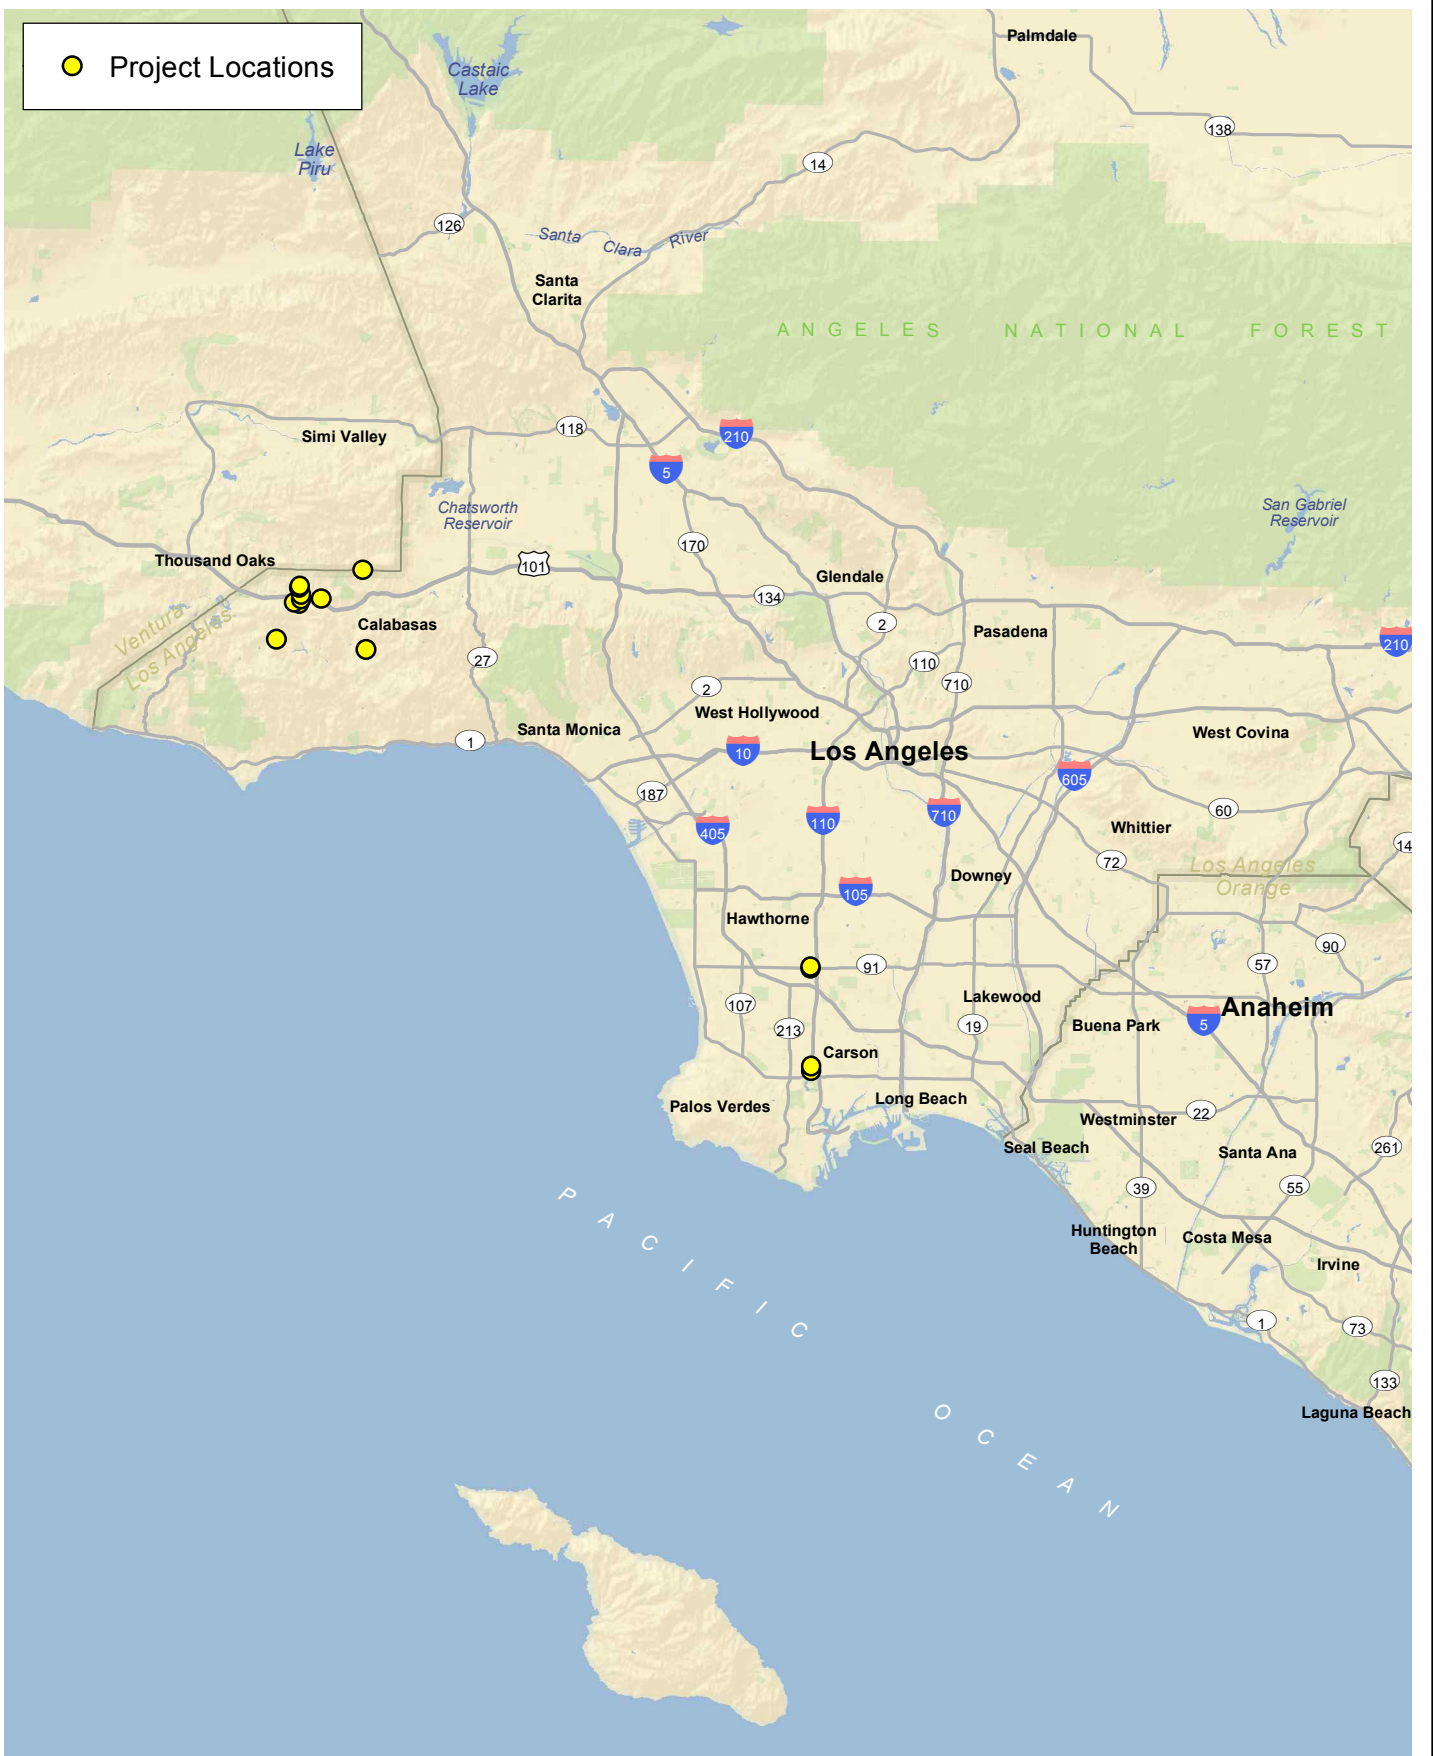 Project Locations
Palmdale
Castaic
Lake
138
Lake
Piru
14
126
Santa Clara River
Santa
Clarita
ANGELES NATIONAL FOREST
118
210
Simi Valley
5
Chatsworth
Reservoir
San Gabriel
Reservoir
170
Thousand Oaks
101
Glendale
134
Ventura
Los Angeles
Calabasas
2
Pasadena
210
27
110
710
2
West Hollywood
Santa Monica
West Covina
1
10
Los Angeles
605
187
60
405
110
710
Whittier
14
72
Los Angeles
Orange
Downey
105
Hawthorne
90
91
57
107
Lakewood
Anaheim
213
19
Buena Park
5
Carson
Palos Verdes
Long Beach
22
Westminster
Seal Beach
Santa Ana
261
55
39
Huntington
Beach
Costa Mesa
Irvine
1
73
133
Laguna Beach
PACIFIC OCEAN